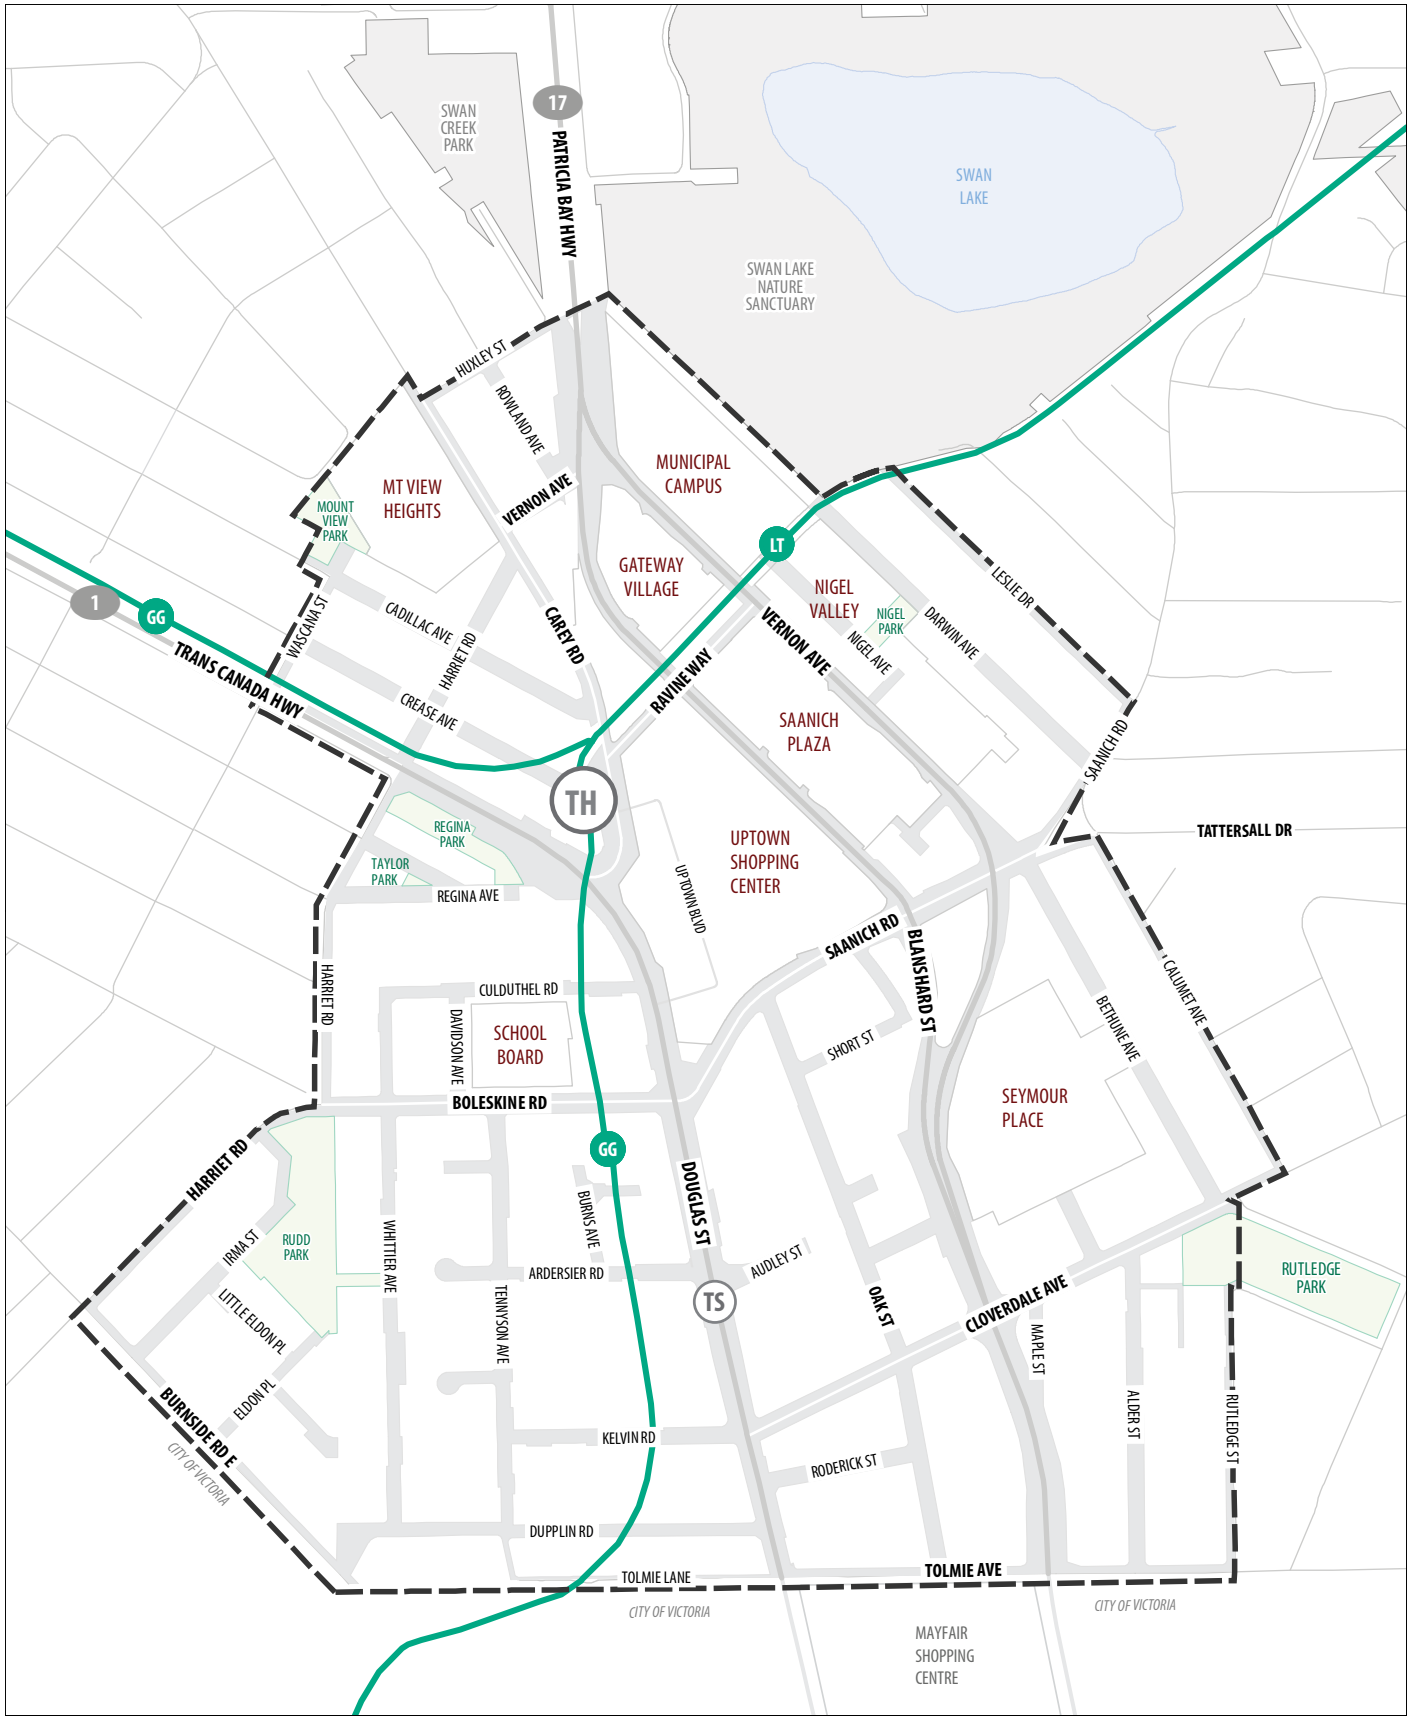 17
SWAN
CREEK
PARK
PATRICIA BAY HWY
SWAN
LAKE
SWAN LAKE
NATURE
SANCTUARY
HUXLEY ST
ROWLAND AVE
MUNICIPAL
CAMPUS
MT VIEW
HEIGHTS
VERNON AVE
MOUNT
VIEW
PARK
LT
GATEWAY
VILLAGE
NIGEL
VALLEY
LESLIE DR
1
GG
WASCANA ST
CADILLAC AVE
HARRIET RD
CAREY RD
NIGEL
PARK
DARWIN AVE
VERNON AVE
NIGEL AVE
TRANS CANADA HWY
RAVINE WAY
CREASE AVE
SAANICH
PLAZA
SAANICH RD
TH
REGINA
PARK
TAYLOR
PARK
REGINA AVE
UPTOWN
SHOPPING
CENTER
UPTOWN BLVD
TATTERSALL DR
SAANICH RD
BLANSHARD ST
HARRIET RD
CULDUTHEL RD
DAVIDSON AVE
SCHOOL
BOARD
SHORT ST
BETHUNE AVE
CALUMET AVE
BOLESKINE RD
SEYMOUR
PLACE
HARRIET RD
GG
DOUGLAS ST
BURNS AVE
IRMA ST
RUDD
PARK
WHITTIER AVE
ARDERSIER RD
AUDLEY ST
RUTLEDGE
PARK
TS
LITTLE ELDON PL
TENNYSON AVE
OAK ST
CLOVERDALE AVE
MAPLE ST
ELDON PL
BURNSIDE RD E
CITY OF VICTORIA
ALDER ST
RUTLEDGE ST
KELVIN RD
RODERICK ST
DUPPLIN RD
TOLMIE LANE
TOLMIE AVE
CITY OF VICTORIA
CITY OF VICTORIA
MAYFAIR
SHOPPING
CENTRE